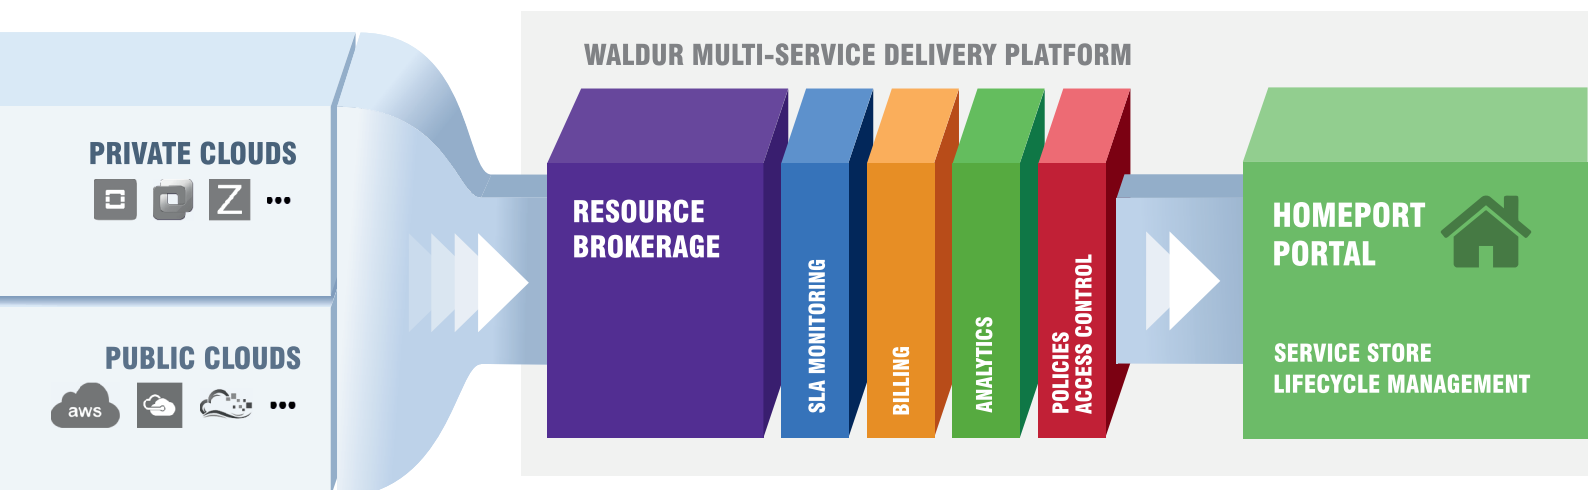 WALDUR MULTI-SERVICE DELIVERY PLATFORM
PRIVATE CLOUDS
Z
PUBLIC CLOUDS
aws
RESOURCE
BROKERAGE
SLA MONITORING
BILLING
ANALYTICS
POLICIES
ACCESS CONTROL
HOMEPORT
PORTAL
SERVICE STORE
LIFECYCLE MANAGEMENT